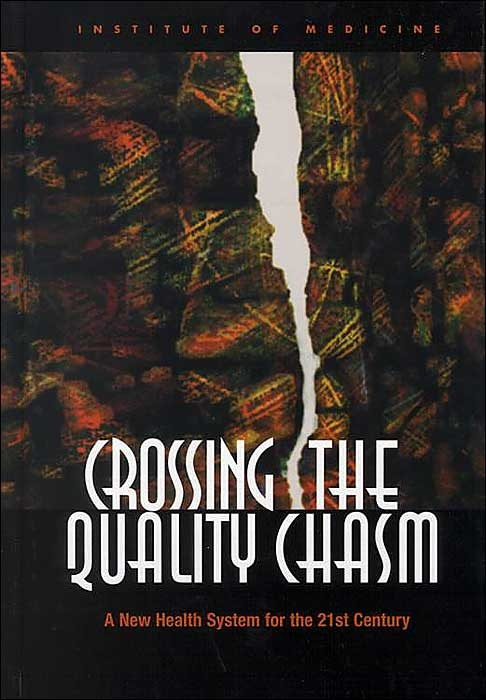 INSTITUTE OF MEDICINE
CROSSING THE
QUALITY CHASM
A New Health System for the 21st Century